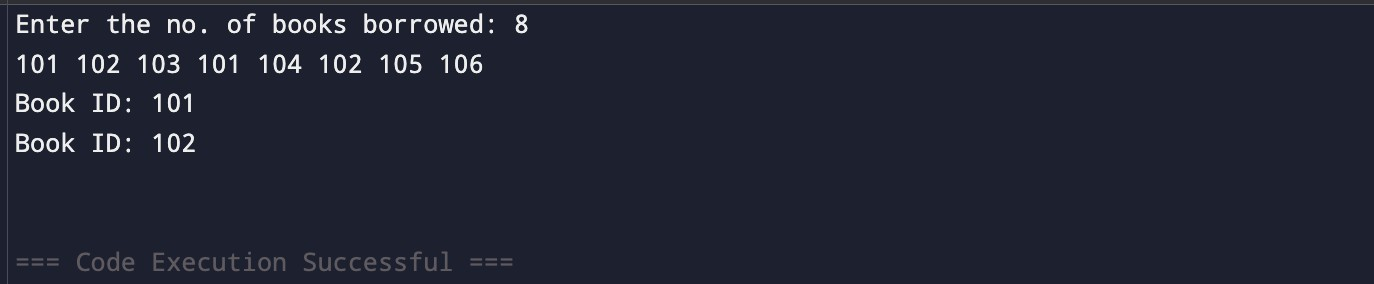 Enter the no. of books borrowed: 8
101 102 103 101 104 102 105 106
Book ID: 101
Book ID: 102
=== Code Execution Successful ===